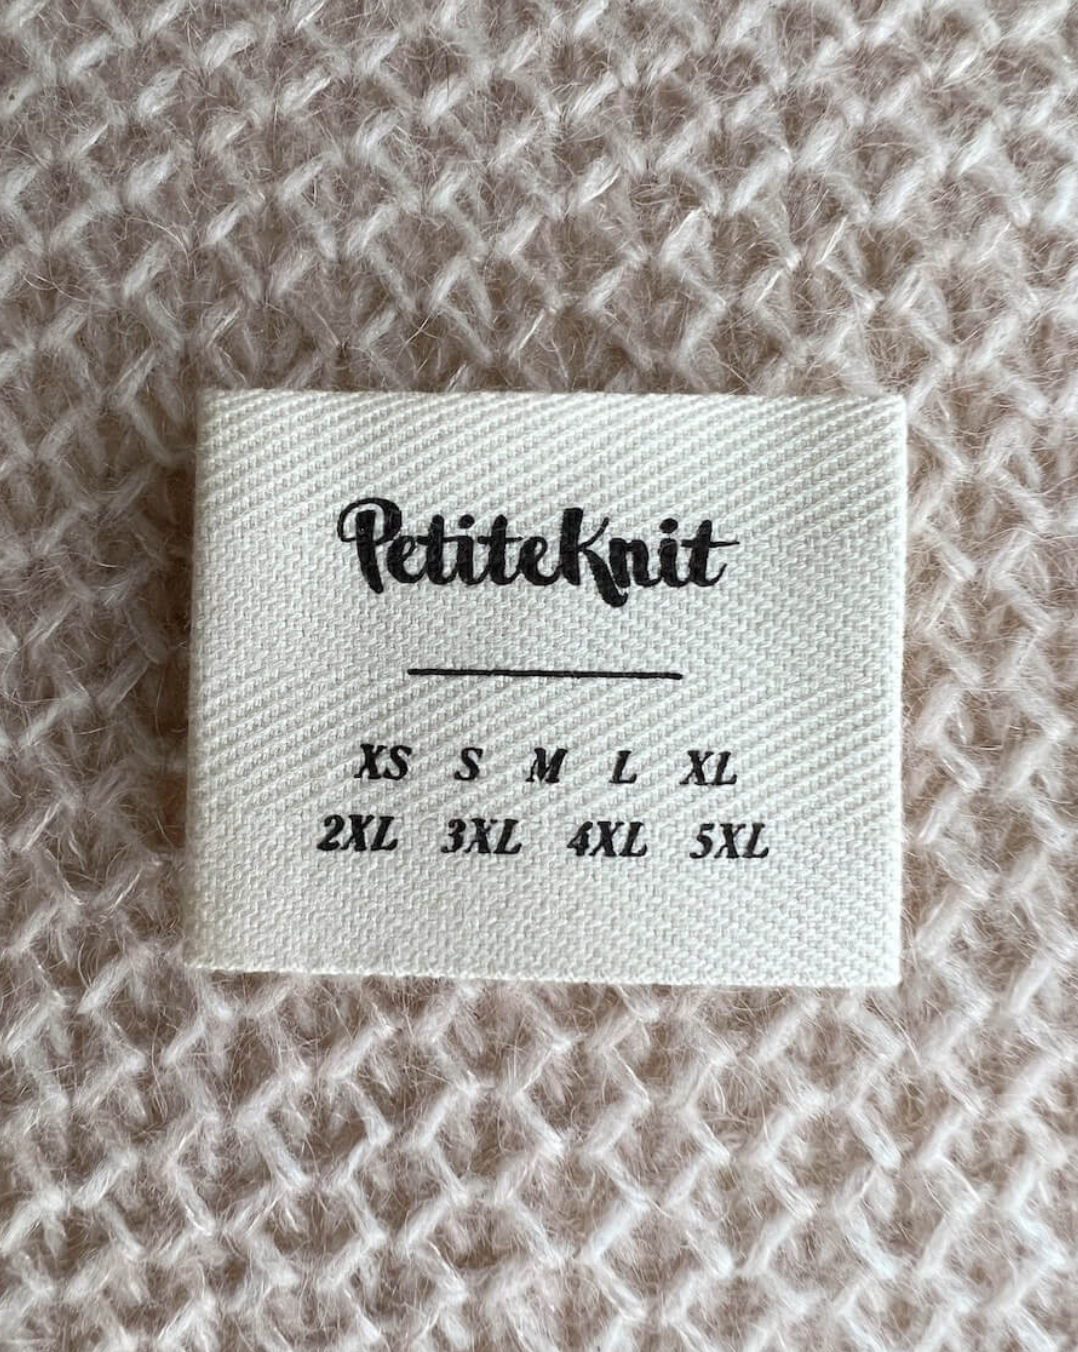 PetiteKnit
XS S M L XL
2XL 3XL 4XL 5XL